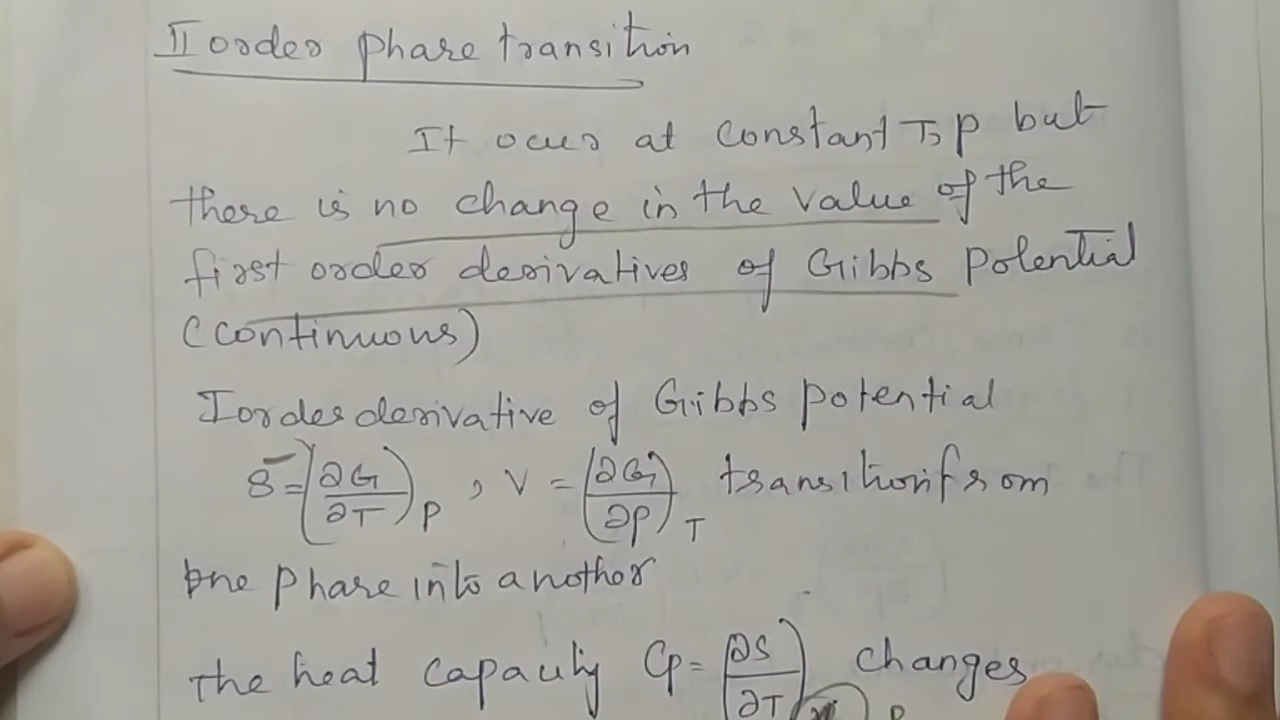 II order phase transition
It ocurs at constant T, P but
there is no change in the value of the
first order derivatives of Gibbs Potential
(continuous)
I order derivative of Gibbs potential
S = -(∂G/∂T)P , V = (∂G/∂P)T transition from
one phase into another
the heat capacity Cp = (∂S/∂T)P changes